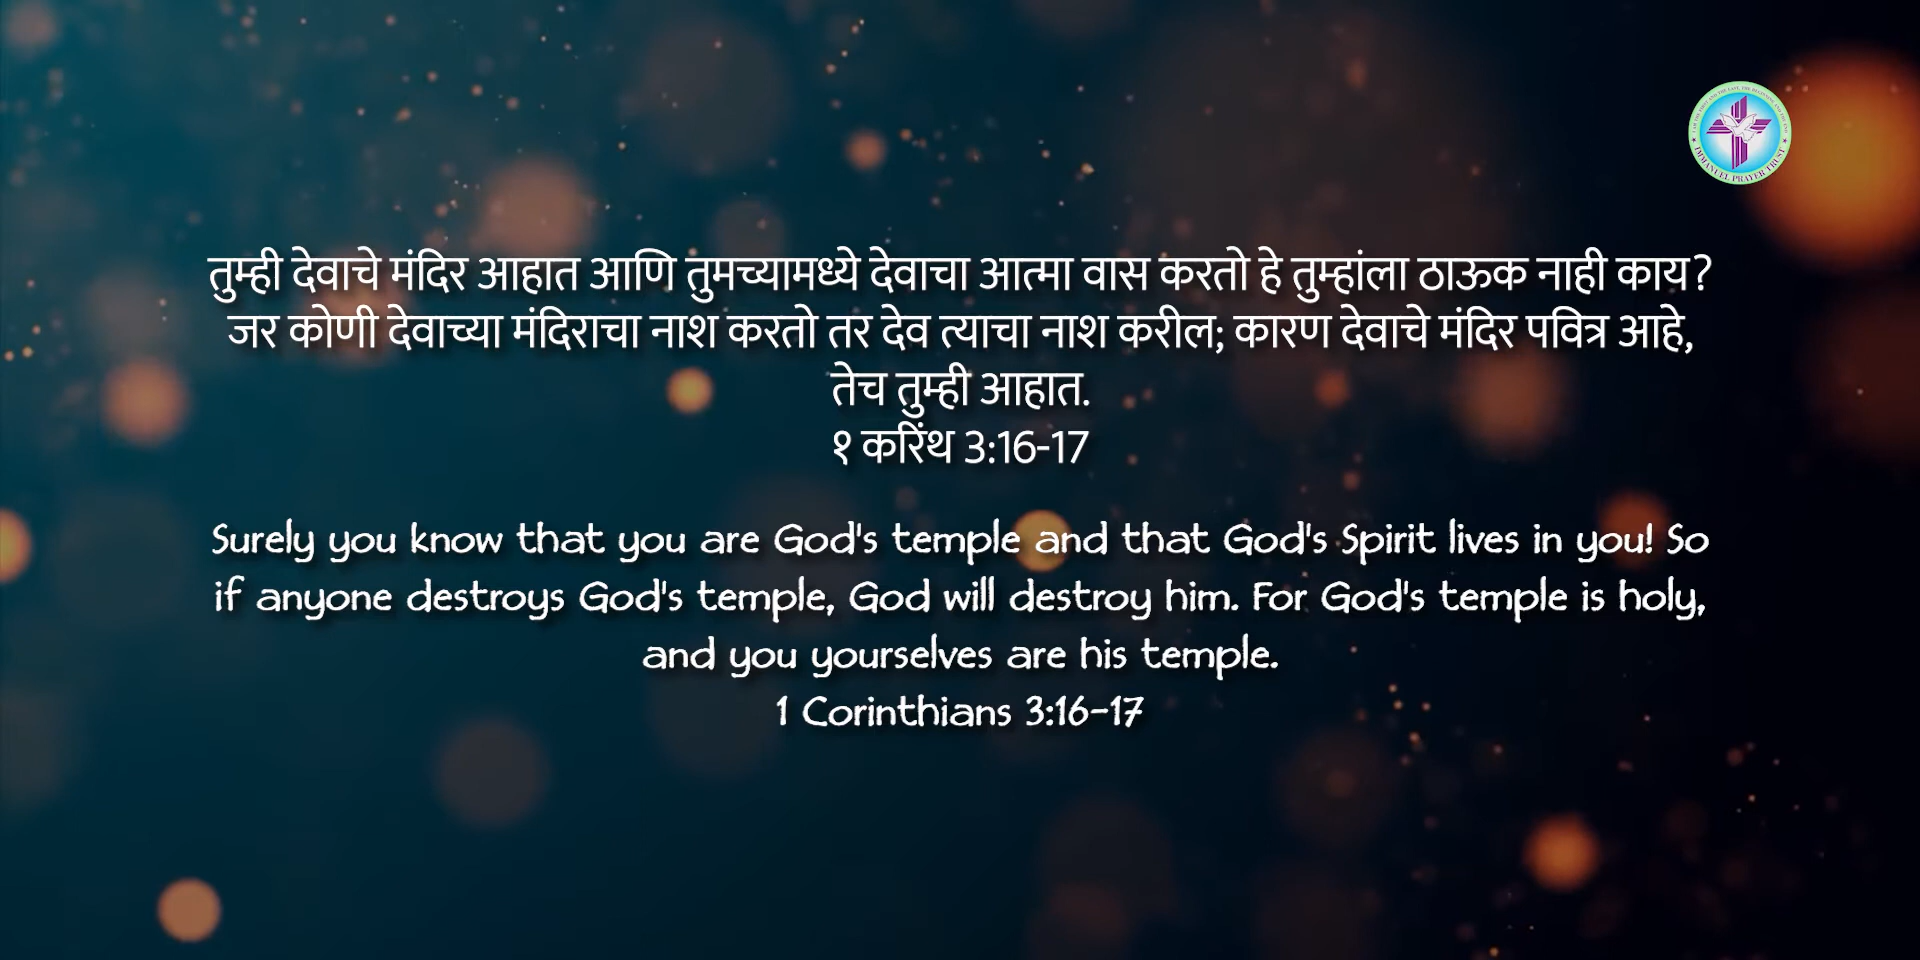 IMMANUEL PRAYER TRUST
तुम्ही देवाचे मंदिर आहात आणि तुमच्यामध्ये देवाचा आत्मा वास करतो हे तुम्हांला ठाऊक नाही काय?
जर कोणी देवाच्या मंदिराचा नाश करतो तर देव त्याचा नाश करील; कारण देवाचे मंदिर पवित्र आहे,
तेच तुम्ही आहात.
१ करिंथ 3:16-17
Surely you know that you are God's temple and that God's Spirit lives in you! So
if anyone destroys God's temple, God will destroy him. For God's temple is holy,
and you yourselves are his temple.
1 Corinthians 3:16-17